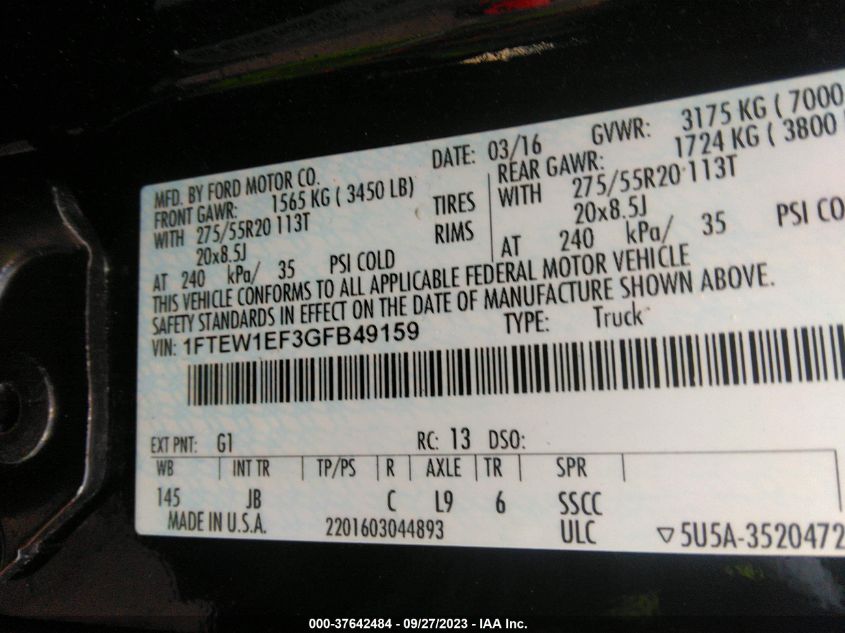 MFD. BY FORD MOTOR CO. DATE: 03/16 GVWR: 3175 KG ( 7000
FRONT GAWR: 1565 KG ( 3450 LB) REAR GAWR: 1724 KG ( 3800
WITH 275/55R20 113T TIRES WITH 275/55R20 113T
20x8.5J RIMS 20x8.5J
AT 240 kPa/ 35 PSI COLD AT 240 kPa/ 35 PSI CO
THIS VEHICLE CONFORMS TO ALL APPLICABLE FEDERAL MOTOR VEHICLE
SAFETY STANDARDS IN EFFECT ON THE DATE OF MANUFACTURE SHOWN ABOVE.
VIN: 1FTEW1EF3GFB49159 TYPE: Truck
EXT PNT: G1 RC: 13 DSO:
WB INT TR TP/PS R AXLE TR SPR
145 JB C L9 6 SSCC
MADE IN U.S.A. 2201603044893 ULC ▽5U5A-3520472
000-37642484 - 09/27/2023 - IAA Inc.